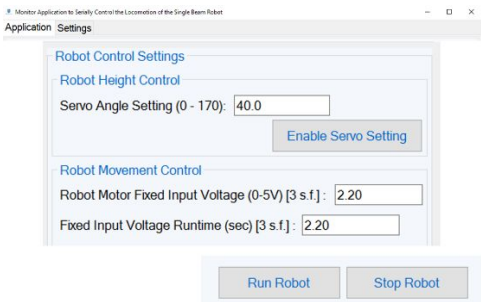 Monitor Application to Serially Control the Locomotion of the Single Beam Robot
Application Settings
Robot Control Settings
Robot Height Control
Servo Angle Setting (0 - 170): 40.0
Enable Servo Setting
Robot Movement Control
Robot Motor Fixed Input Voltage (0-5V) [3 s.f.] : 2.20
Fixed Input Voltage Runtime (sec) [3 s.f.] : 2.20
Run Robot Stop Robot